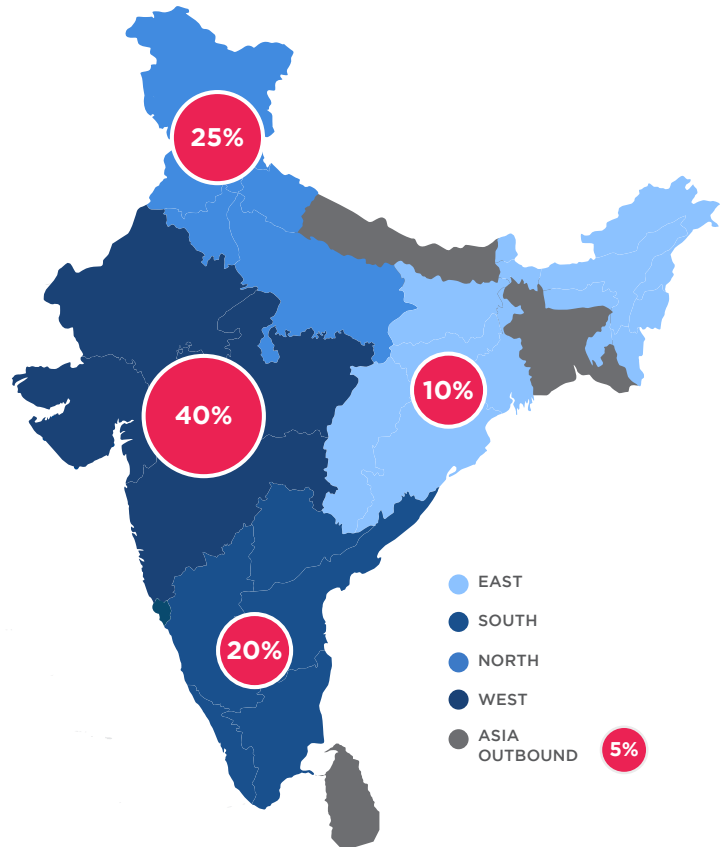 25%
40%
10%
20%
EAST
SOUTH
NORTH
WEST
ASIA
OUTBOUND
5%